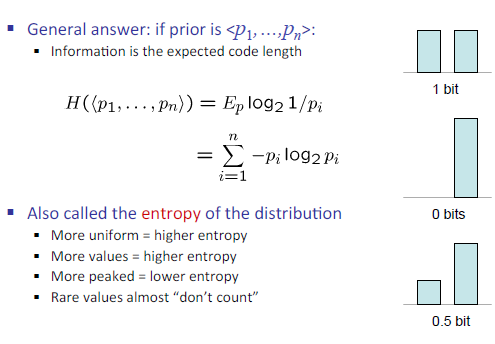 ▪ General answer: if prior is <p₁,…,pₙ>:
▪ Information is the expected code length
H(⟨p₁, . . . , pₙ⟩) = Eₚ log₂ 1/pᵢ
= ∑ᵢ₌₁ⁿ −pᵢ log₂ pᵢ
▪ Also called the entropy of the distribution
▪ More uniform = higher entropy
▪ More values = higher entropy
▪ More peaked = lower entropy
▪ Rare values almost “don’t count”
1 bit
0 bits
0.5 bit